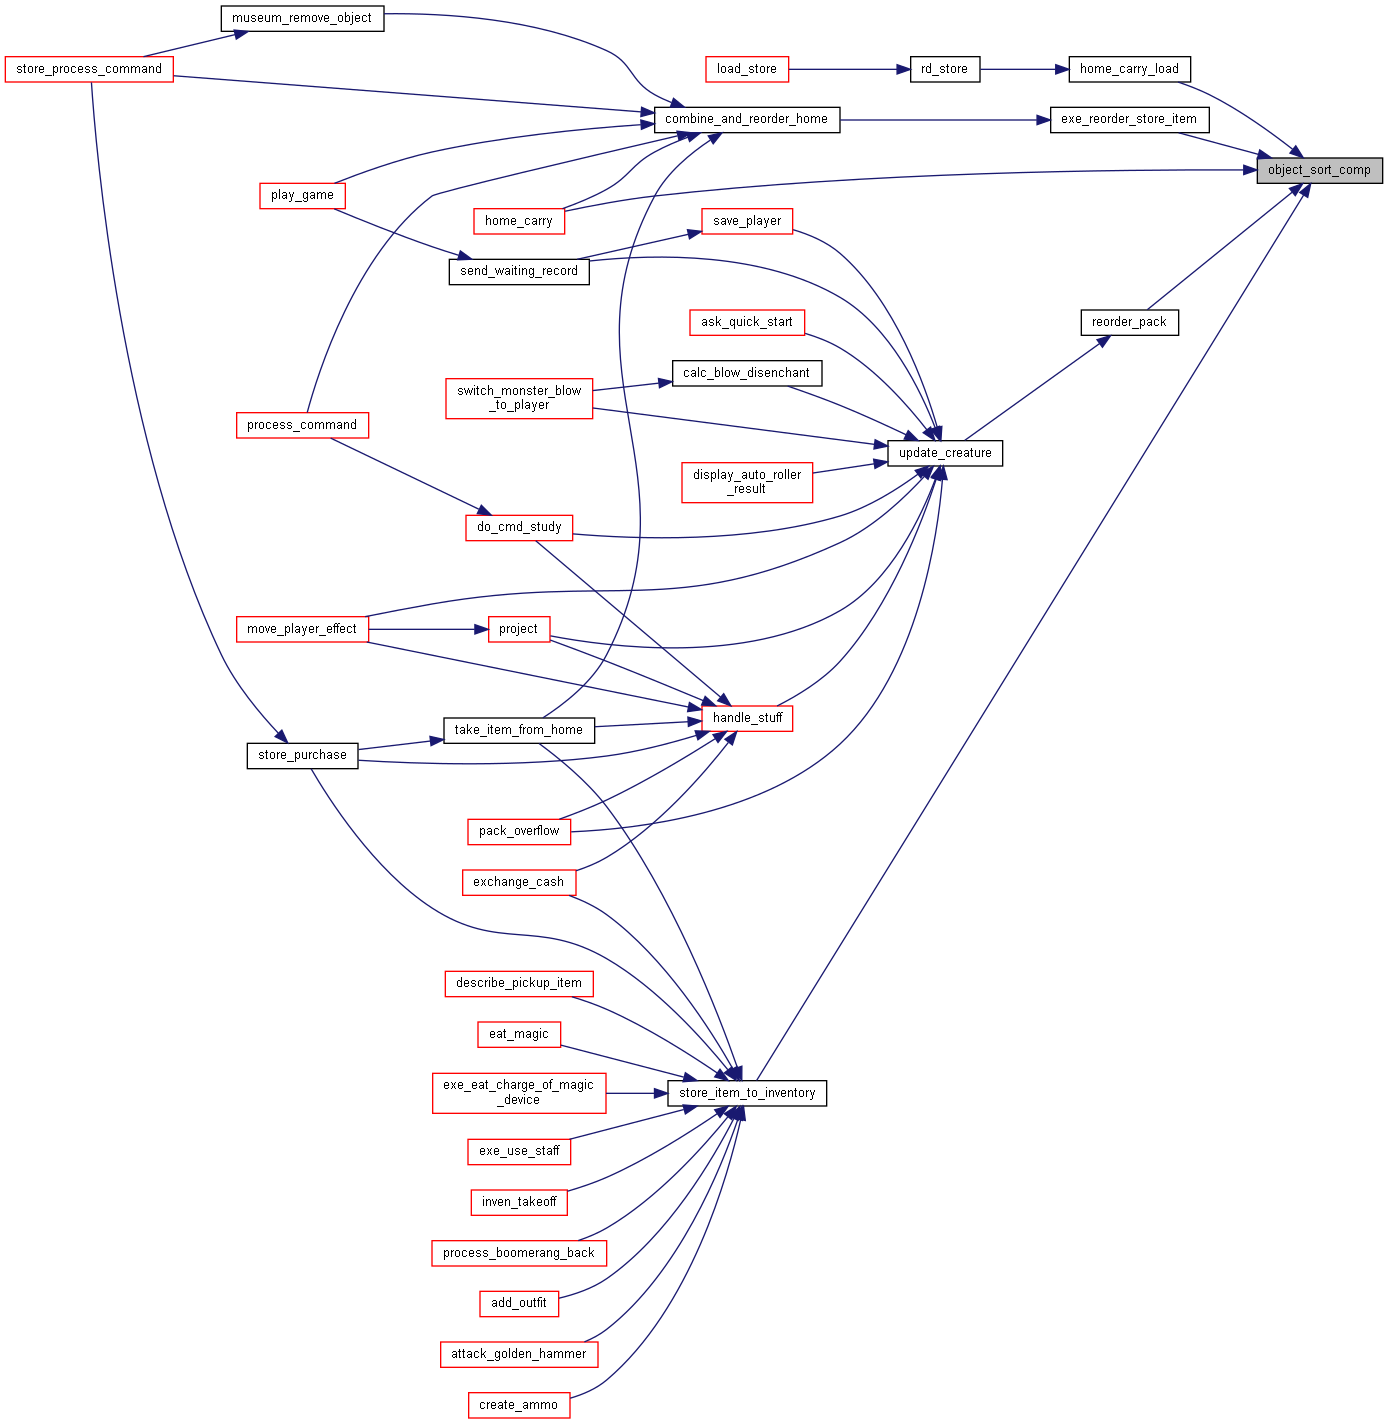 museum_remove_object
store_process_command
load_store
rd_store
home_carry_load
combine_and_reorder_home
exe_reorder_store_item
object_sort_comp
play_game
home_carry
save_player
send_waiting_record
ask_quick_start
reorder_pack
calc_blow_disenchant
switch_monster_blow
_to_player
process_command
update_creature
display_auto_roller
_result
do_cmd_study
move_player_effect
project
handle_stuff
take_item_from_home
store_purchase
pack_overflow
exchange_cash
describe_pickup_item
eat_magic
exe_eat_charge_of_magic
_device
store_item_to_inventory
exe_use_staff
inven_takeoff
process_boomerang_back
add_outfit
attack_golden_hammer
create_ammo